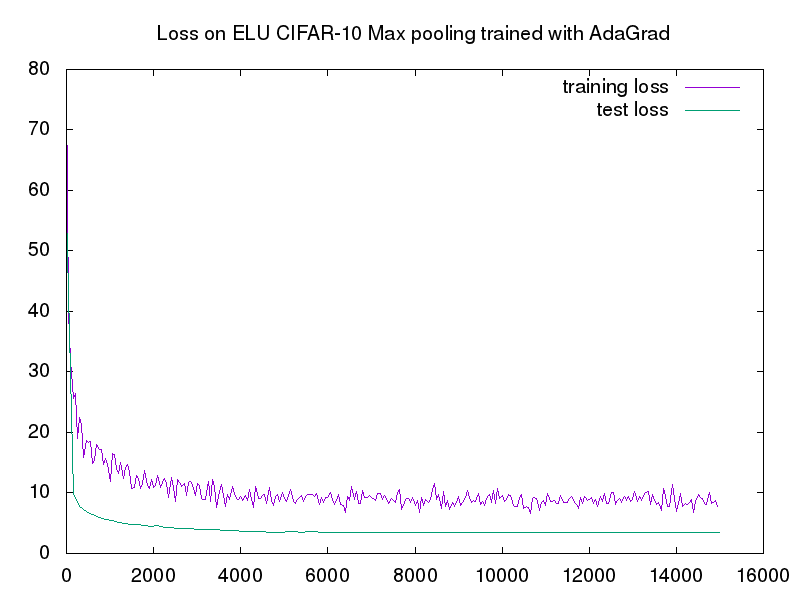 Loss on ELU CIFAR-10 Max pooling trained with AdaGrad
training loss
test loss
80
70
60
50
40
30
20
10
0
0 2000 4000 6000 8000 10000 12000 14000 16000